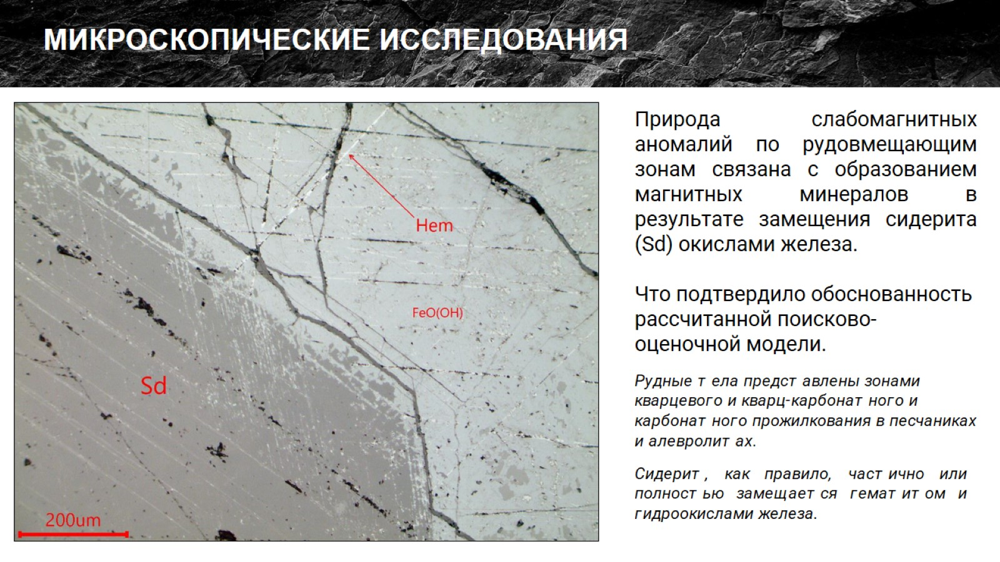 МИКРОСКОПИЧЕСКИЕ ИССЛЕДОВАНИЯ
Hem
FeO(OH)
Sd
200um
Природа слабомагнитных
аномалий по рудовмещающим
зонам связана с образованием
магнитных минералов в
результате замещения сидерита
(Sd) окислами железа.
Что подтвердило обоснованность
рассчитанной поисково-
оценочной модели.
Рудные т ела предст авлены зонами
кварцевого и кварц-карбонат ного и
карбонат ного прожилкования в песчаниках
и алевролит ах.
Сидерит , как правило, част ично или
полност ью замещает ся гемат ит ом и
гидроокислами железа.